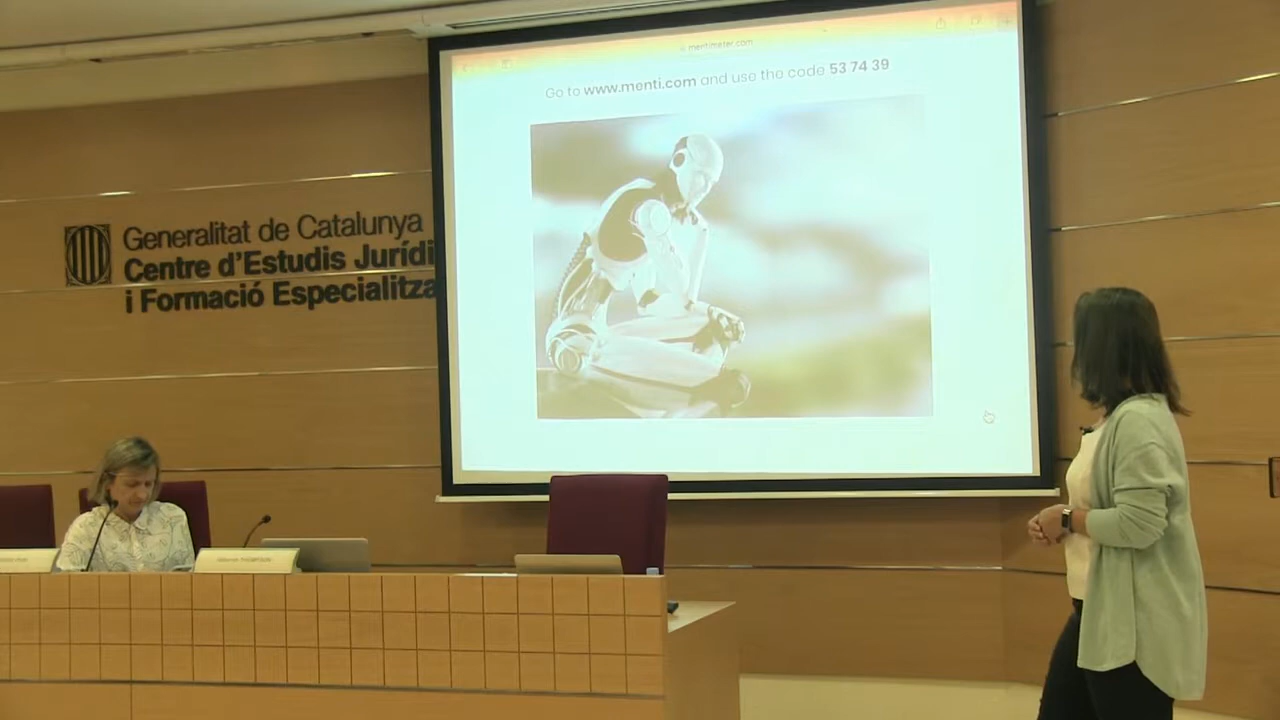 mentimeter.com
Go to www.menti.com and use the code 53 74 39
Generalitat de Catalunya
Centre d'Estudis Jurídi
i Formació Especialitza